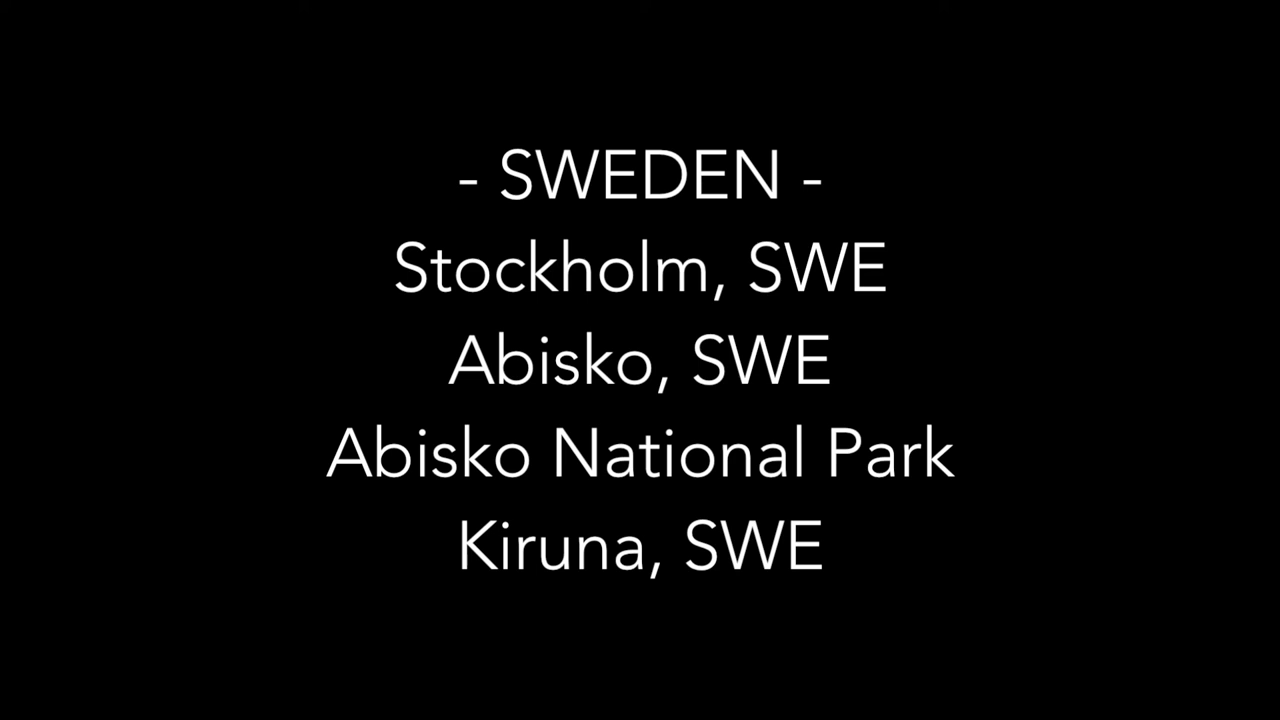 - SWEDEN -
Stockholm, SWE
Abisko, SWE
Abisko National Park
Kiruna, SWE